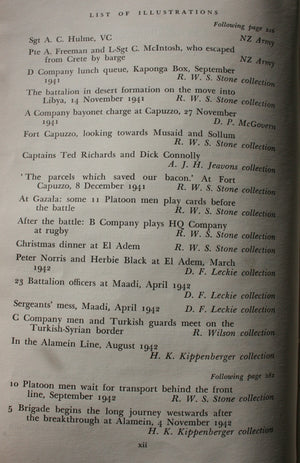 LIST OF ILLUSTRATIONS
Following page 226
Sgt A. C. Hulme, VC NZ Army
Pte A. Freeman and L-Sgt C. McIntosh, who escaped
from Crete by barge NZ Army
D Company lunch queue, Kaponga Box, September
1941 R. W. S. Stone collection
The battalion in desert formation on the move into
Libya, 14 November 1941 R. W. S. Stone collection
A Company bayonet charge at Capuzzo, 27 November
1941 D. P. McGovern
Fort Capuzzo, looking towards Musaid and Sollum
R. W. S. Stone collection
Captains Ted Richards and Dick Connolly
A. J. H. Jeavons collection
'The parcels which saved our bacon.' At Fort
Capuzzo, 8 December 1941 R. W. S. Stone collection
At Gazala: some 11 Platoon men play cards before
the battle R. W. S. Stone collection
After the battle: B Company plays HQ Company
at rugby R. W. S. Stone collection
Christmas dinner at El Adem R. W. S. Stone collection
Peter Norris and Herbie Black at El Adem, March
1942 D. F. Leckie collection
23 Battalion officers at Maadi, April 1942
D. F. Leckie collection
Sergeants' mess, Maadi, April 1942 D. F. Leckie collection
C Company men and Turkish guards meet on the
Turkish-Syrian border R. Wilson collection
In the Alamein Line, August 1942
H. K. Kippenberger collection
Following page 282
10 Platoon men wait for transport behind the front
line, September 1942 R. W. S. Stone collection
5 Brigade begins the long journey westwards after
the breakthrough at Alamein, 4 November 1942
H. K. Kippenberger collection
xii